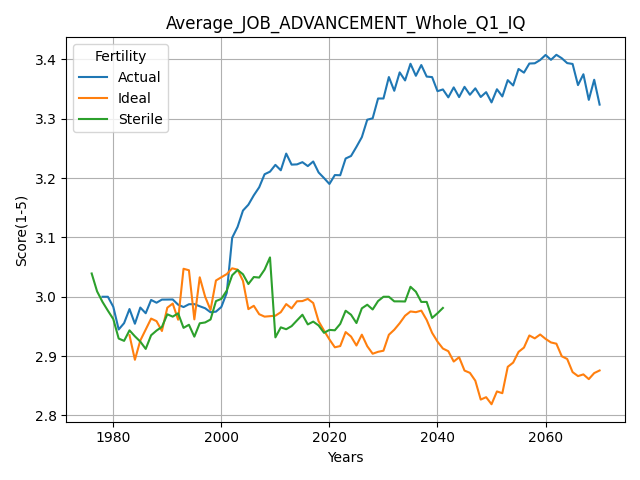 Average_JOB_ADVANCEMENT_Whole_Q1_IQ
Fertility
Actual
Ideal
Sterile
Score(1-5)
3.4
3.3
3.2
3.1
3.0
2.9
2.8
1980 2000 2020 2040 2060
Years